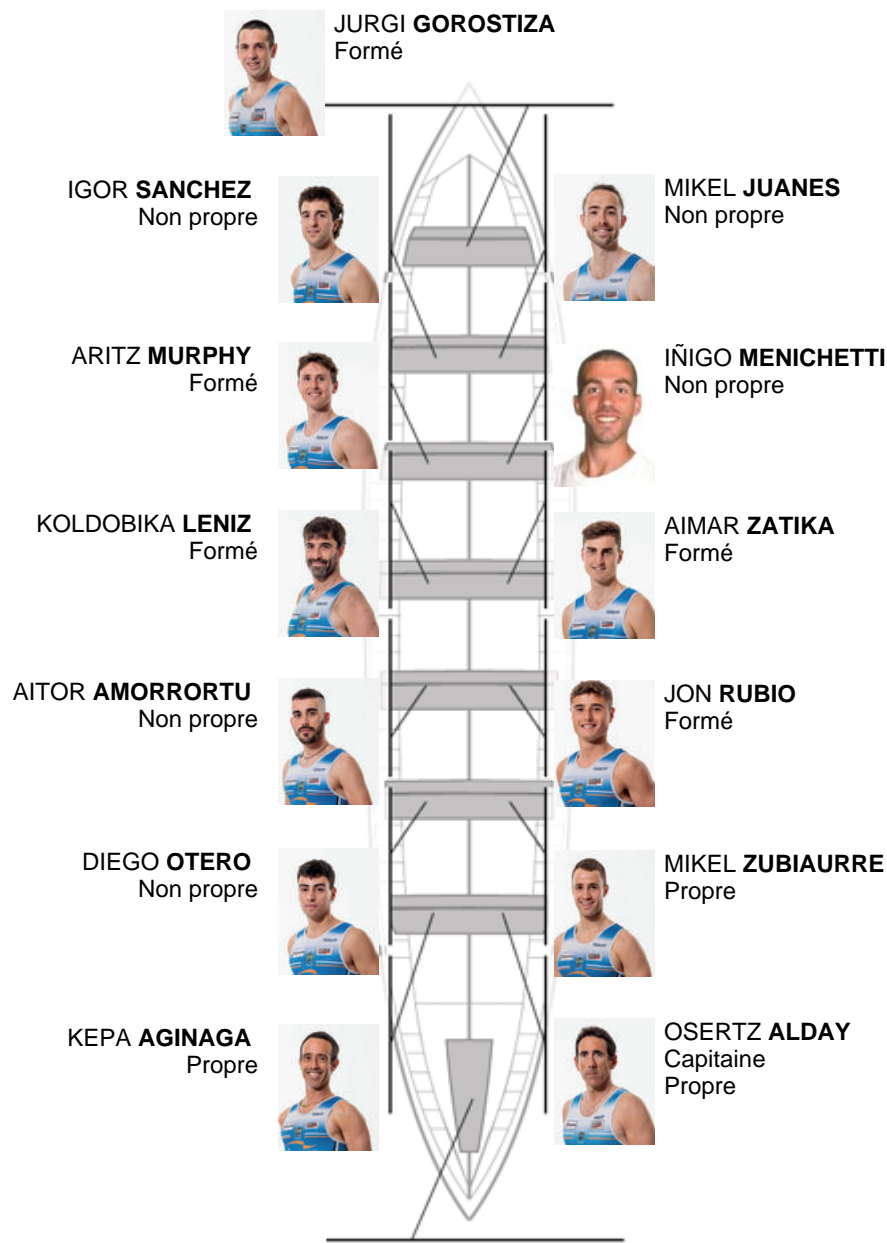 JURGI GOROSTIZA
Formé
IGOR SANCHEZ
Non propre
MIKEL JUANES
Non propre
ARITZ MURPHY
Formé
IÑIGO MENICHETTI
Non propre
KOLDOBIKA LENIZ
Formé
AIMAR ZATIKA
Formé
AITOR AMORRORTU
Non propre
JON RUBIO
Formé
DIEGO OTERO
Non propre
MIKEL ZUBIAURRE
Propre
KEPA AGINAGA
Propre
OSERTZ ALDAY
Capitaine
Propre